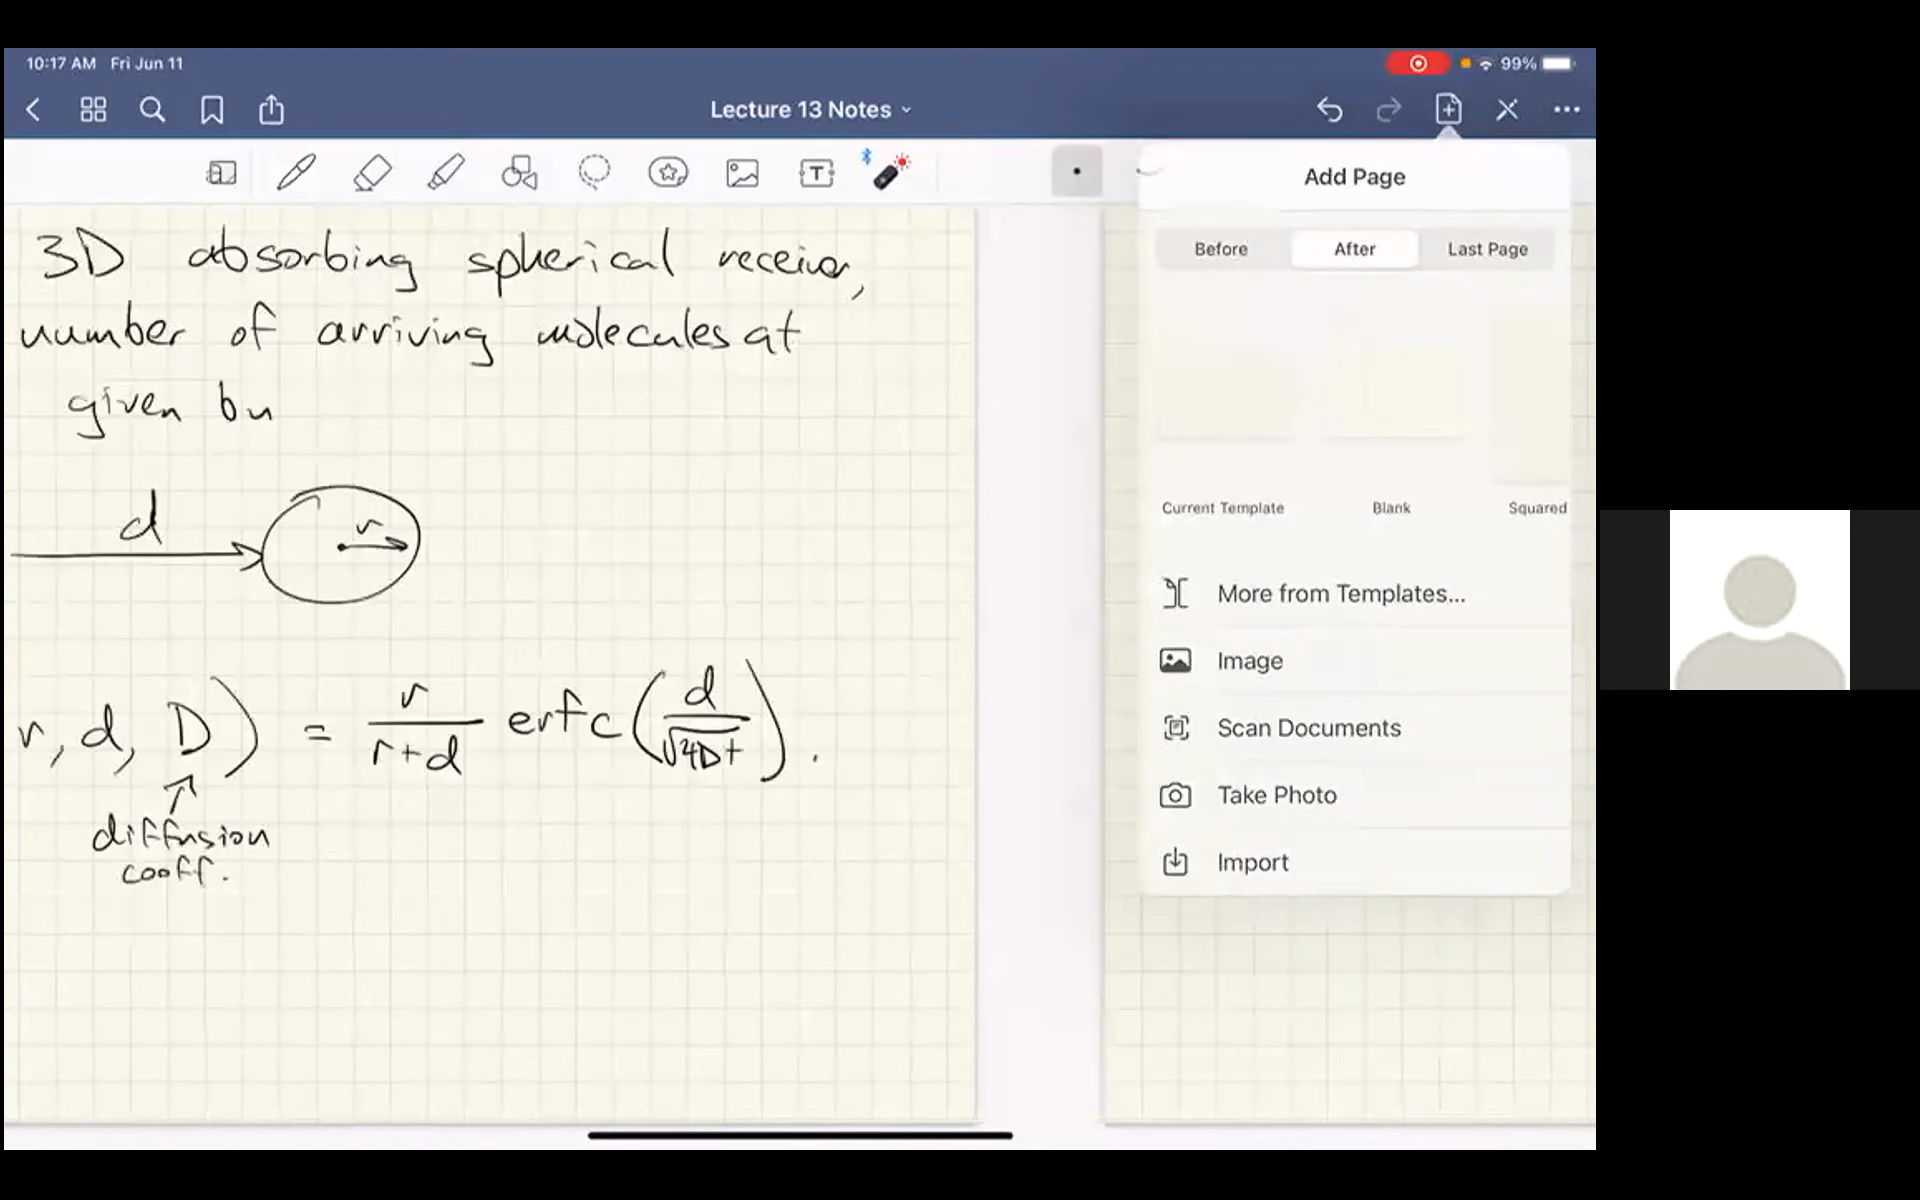 10:17 AM Fri Jun 11
99%
Lecture 13 Notes
T
Add Page
Before After Last Page
Current Template Blank Squared
More from Templates...
Image
Scan Documents
Take Photo
Import
3D absorbing spherical receiver,
number of arriving molecules at
given by
d
r
r, d, D) = r/(r+d) erfc(d/√4Dt).
diffusion
coeff.